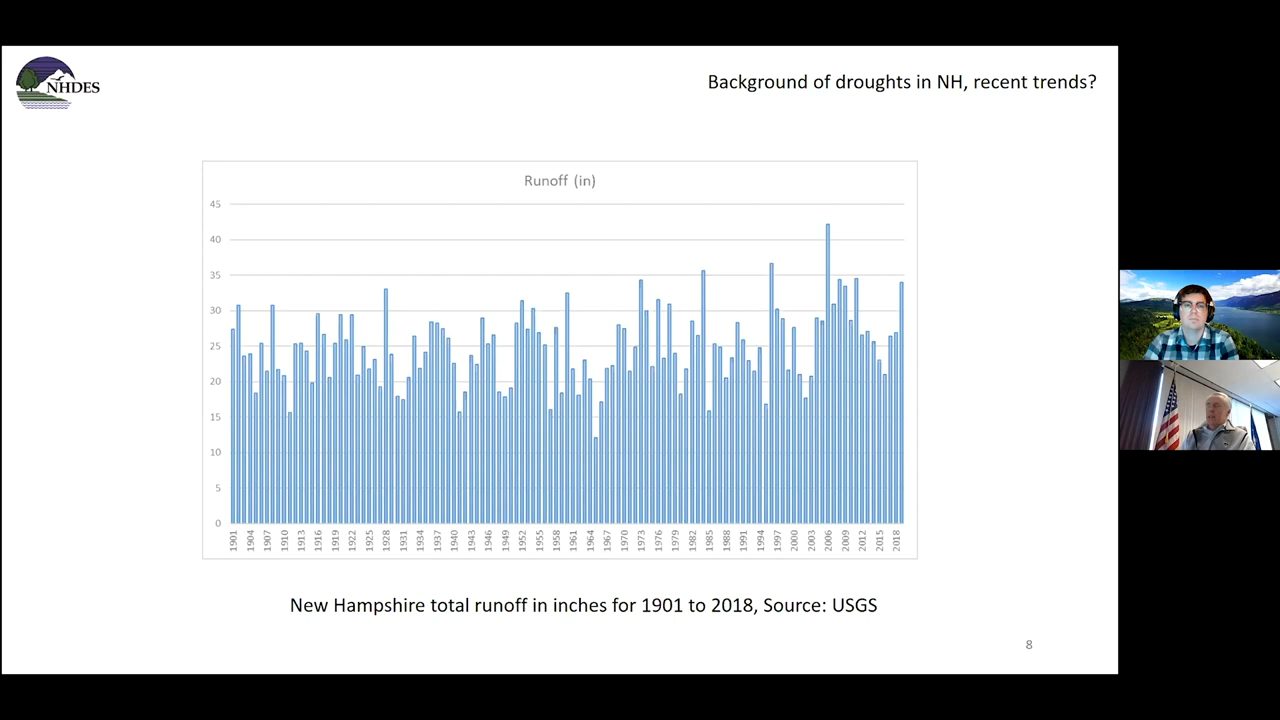 NHDES
Background of droughts in NH, recent trends?
Runoff (in)
45
40
35
30
25
20
15
10
5
0
1901 1904 1907 1910 1913 1916 1919 1922 1925 1928 1931 1934 1937 1940 1943 1946 1949 1952 1955 1958 1961 1964 1967 1970 1973 1976 1979 1982 1985 1988 1991 1994 1997 2000 2003 2006 2009 2012 2015 2018
New Hampshire total runoff in inches for 1901 to 2018, Source: USGS
8